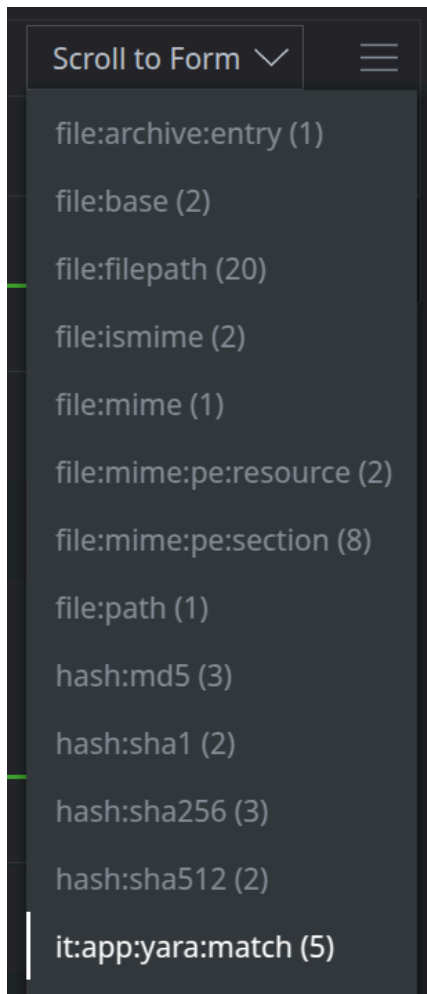 Scroll to Form
file:archive:entry (1)
file:base (2)
file:filepath (20)
file:ismime (2)
file:mime (1)
file:mime:pe:resource (2)
file:mime:pe:section (8)
file:path (1)
hash:md5 (3)
hash:sha1 (2)
hash:sha256 (3)
hash:sha512 (2)
it:app:yara:match (5)